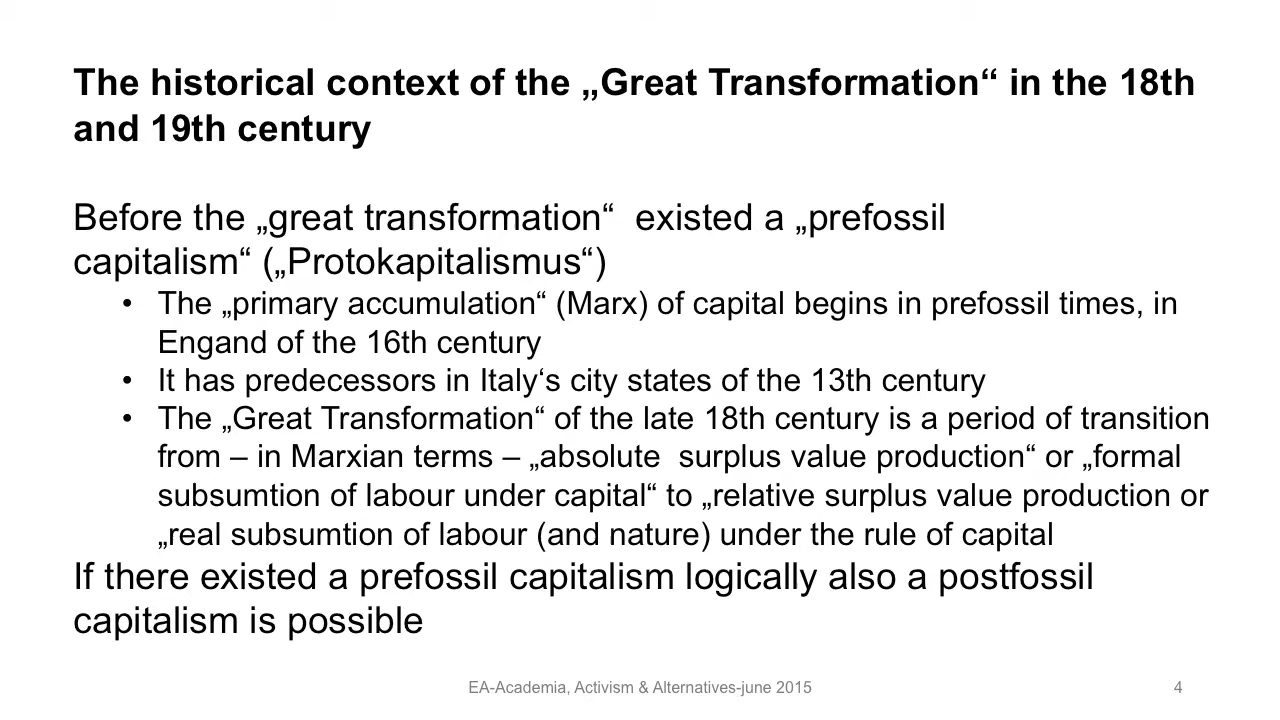 The historical context of the „Great Transformation“ in the 18th
and 19th century
Before the „great transformation“  existed a „prefossil
capitalism“ („Protokapitalismus“)
• The „primary accumulation“ (Marx) of capital begins in prefossil times, in
Engand of the 16th century
• It has predecessors in Italy‘s city states of the 13th century
• The „Great Transformation“ of the late 18th century is a period of transition
from – in Marxian terms – „absolute  surplus value production“ or „formal
subsumtion of labour under capital“ to „relative surplus value production or
„real subsumtion of labour (and nature) under the rule of capital
If there existed a prefossil capitalism logically also a postfossil
capitalism is possible
EA-Academia, Activism & Alternatives-june 2015
4